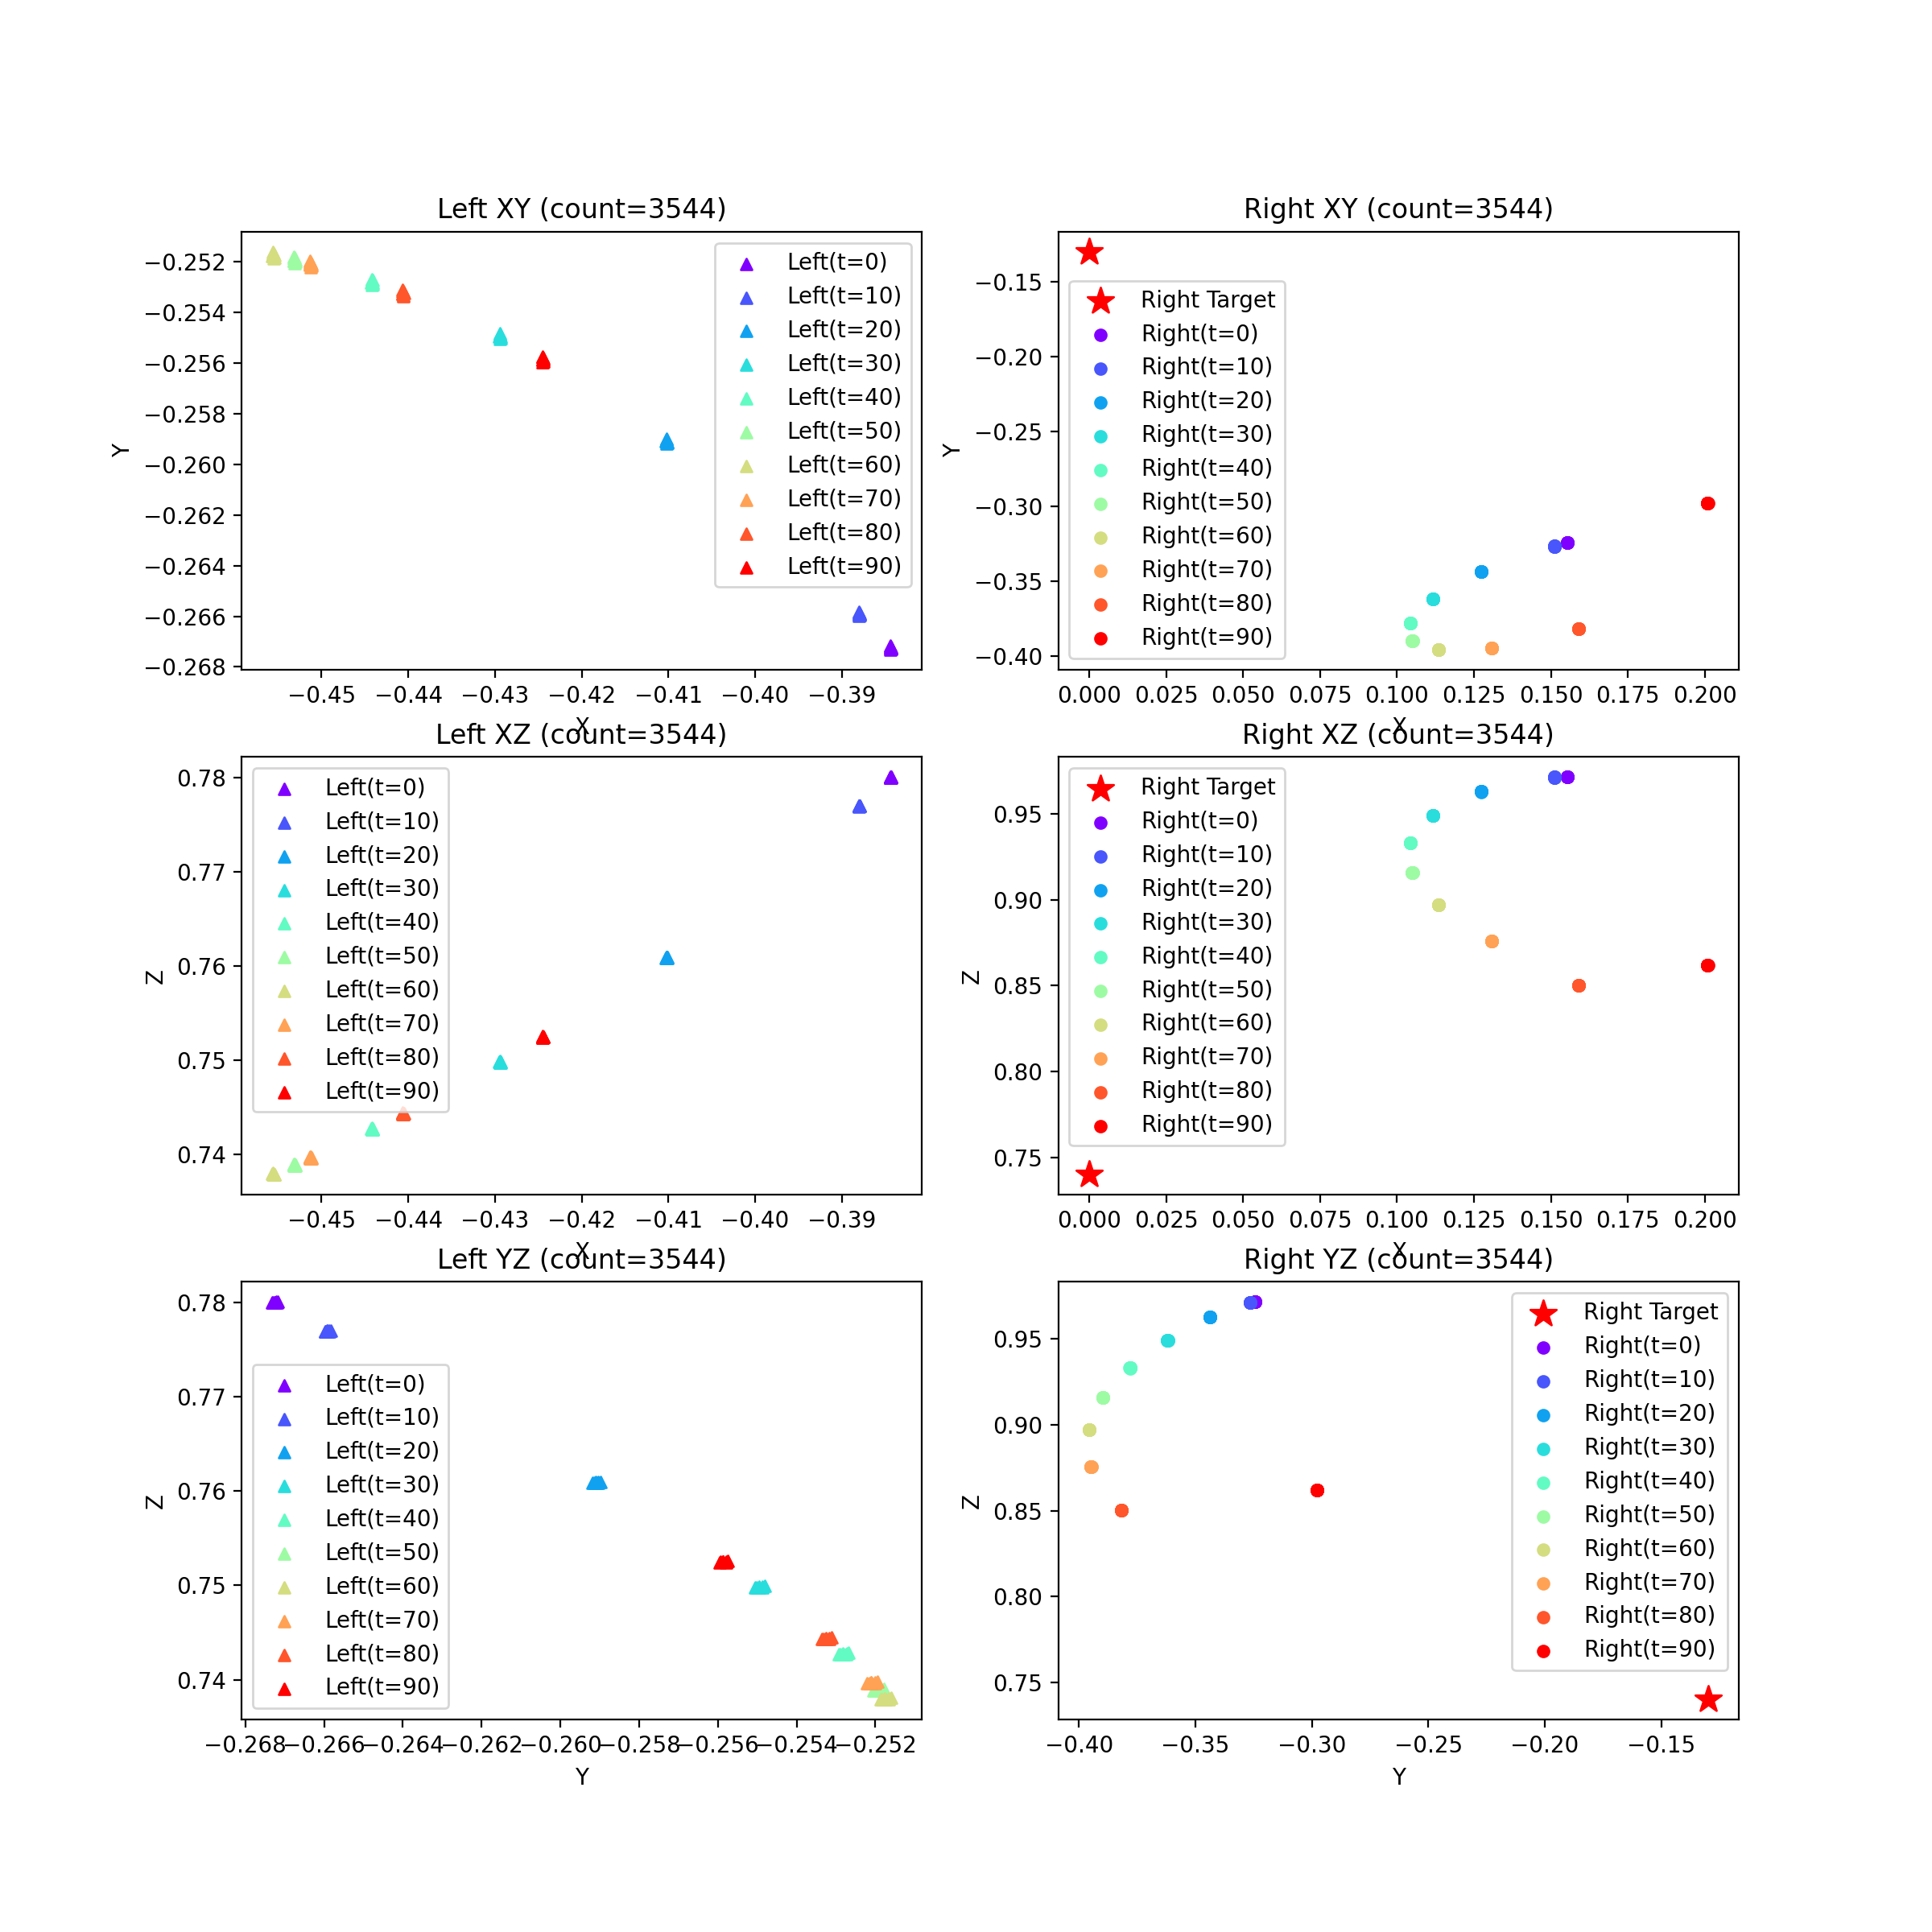 Left XY (count=3544)
−0.252
−0.254
−0.256
−0.258
−0.260
−0.262
−0.264
−0.266
−0.268
Y
Left(t=0)
Left(t=10)
Left(t=20)
Left(t=30)
Left(t=40)
Left(t=50)
Left(t=60)
Left(t=70)
Left(t=80)
Left(t=90)
−0.45 −0.44 −0.43 −0.42 −0.41 −0.40 −0.39
X
Right XY (count=3544)
−0.15
−0.20
−0.25
−0.30
−0.35
−0.40
Y
Right Target
Right(t=0)
Right(t=10)
Right(t=20)
Right(t=30)
Right(t=40)
Right(t=50)
Right(t=60)
Right(t=70)
Right(t=80)
Right(t=90)
0.000 0.025 0.050 0.075 0.100 0.125 0.150 0.175 0.200
X
Left XZ (count=3544)
0.78
0.77
0.76
0.75
0.74
Z
Left(t=0)
Left(t=10)
Left(t=20)
Left(t=30)
Left(t=40)
Left(t=50)
Left(t=60)
Left(t=70)
Left(t=80)
Left(t=90)
−0.45 −0.44 −0.43 −0.42 −0.41 −0.40 −0.39
X
Right XZ (count=3544)
0.95
0.90
0.85
0.80
0.75
Z
Right Target
Right(t=0)
Right(t=10)
Right(t=20)
Right(t=30)
Right(t=40)
Right(t=50)
Right(t=60)
Right(t=70)
Right(t=80)
Right(t=90)
0.000 0.025 0.050 0.075 0.100 0.125 0.150 0.175 0.200
X
Left YZ (count=3544)
0.78
0.77
0.76
0.75
0.74
Z
Left(t=0)
Left(t=10)
Left(t=20)
Left(t=30)
Left(t=40)
Left(t=50)
Left(t=60)
Left(t=70)
Left(t=80)
Left(t=90)
−0.268 −0.266 −0.264 −0.262 −0.260 −0.258 −0.256 −0.254 −0.252
Y
Right YZ (count=3544)
0.95
0.90
0.85
0.80
0.75
Z
Right Target
Right(t=0)
Right(t=10)
Right(t=20)
Right(t=30)
Right(t=40)
Right(t=50)
Right(t=60)
Right(t=70)
Right(t=80)
Right(t=90)
−0.40 −0.35 −0.30 −0.25 −0.20 −0.15
Y